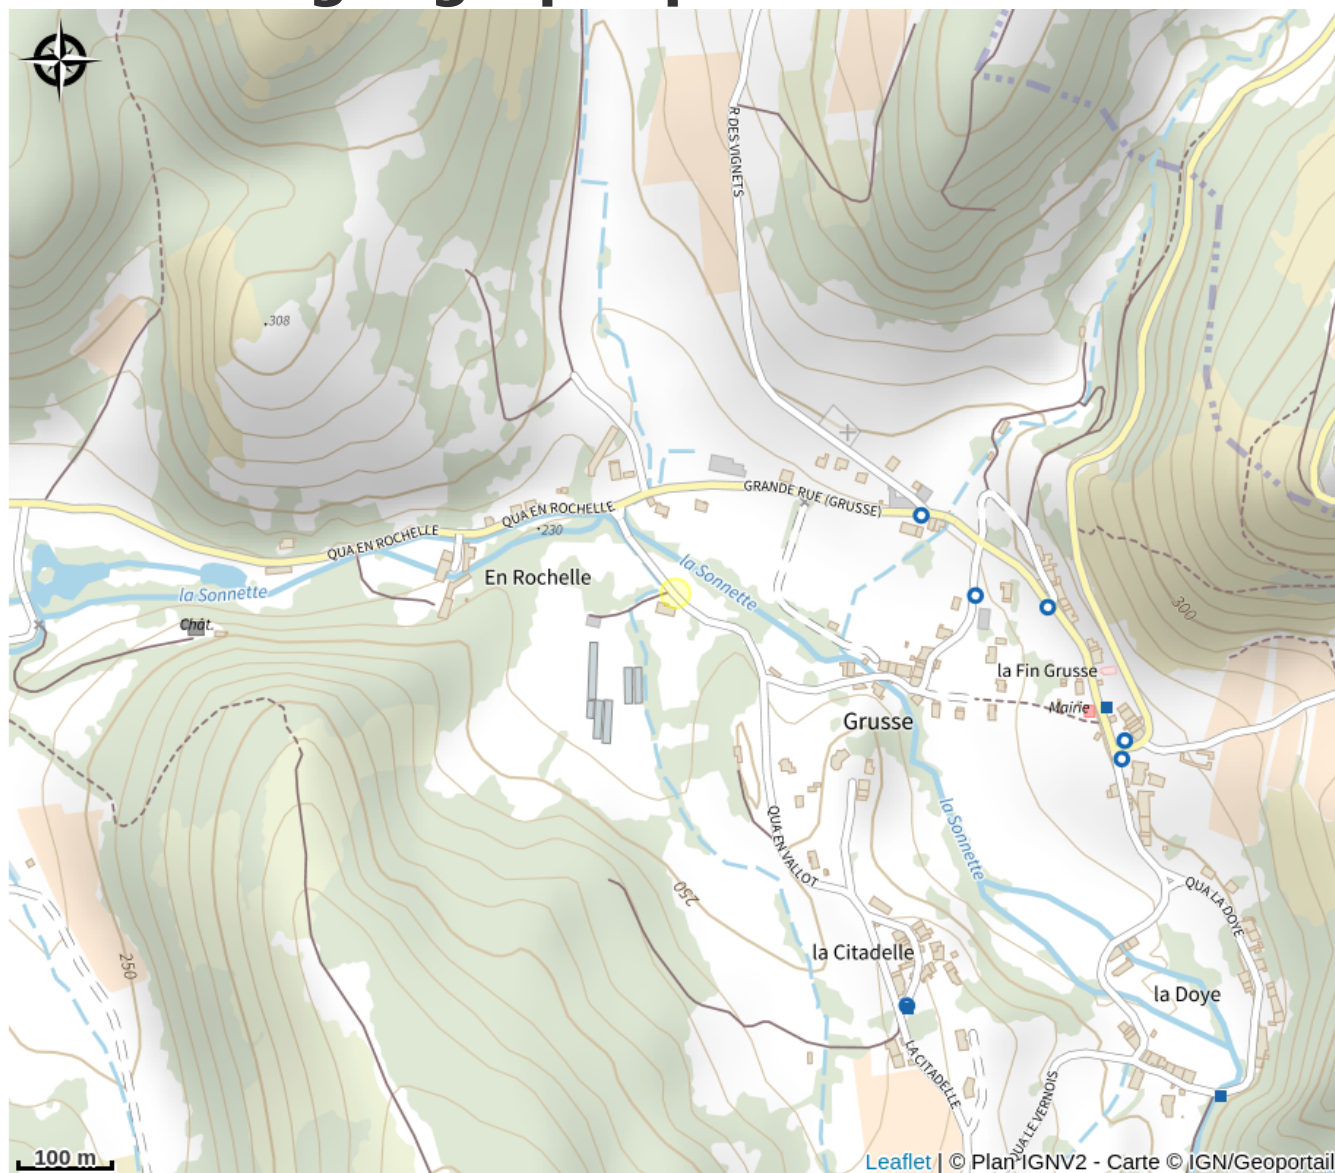 R DES VIGNETS
308
GRANDE RUE (GRUSSE)
QUA EN ROCHELLE
230
QUA EN ROCHELLE
la Sonnette
En Rochelle
la Sonnette
300
Chât.
la Fin Grusse
Mairie
Grusse
la Sonnette
QUA EN VALLOT
250
QUA LA DOYE
la Citadelle
250
la Doye
LA CITADELLE
QUA LE VERNOIS
100 m
Leaflet | © Plan IGNV2 - Carte © IGN/Geoportail